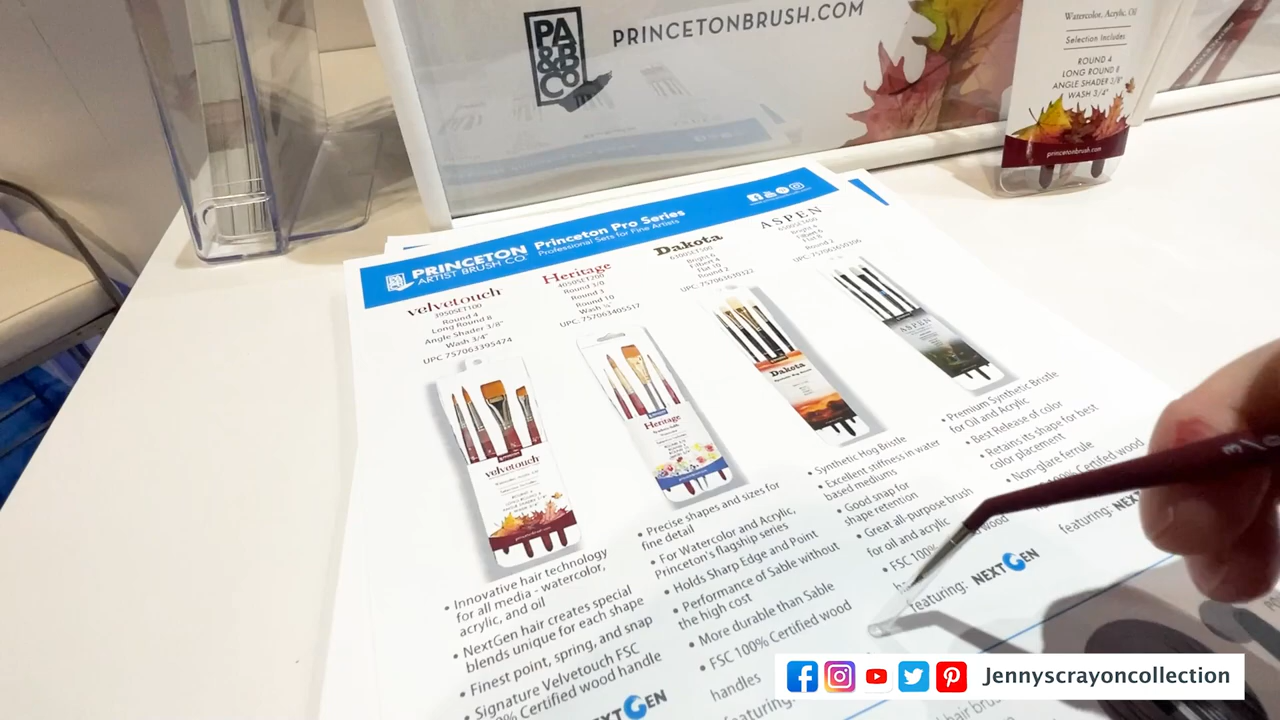 PA
&B
CO
PRINCETONBRUSH.COM
Watercolor, Acrylic, Oil
Selection Includes:
ROUND 4
LONG ROUND 8
ANGLE SHADER 3/8"
WASH 3/4"
princetonbrush.com
PRINCETON
ARTIST BRUSH CO.
Princeton Pro Series
Professional Sets for Fine Artists
velvetouch
3950SET100
Round 4
Long Round 8
Angle Shader 3/8"
Wash 3/4"
UPC 757063395474
Heritage
4050SET200
Round 3/0
Round 3
Round 10
Wash ¾"
UPC: 757063405517
Dakota
6300SET500
Bright 6
Filbert 4
Flat 10
Round 2
UPC: 757063630322
ASPEN
6500SET400
Bright 4
Filbert 6
Flat 8
Round 2
velvetouch
Heritage
Dakota
ASPEN
• Innovative hair technology
for all media - watercolor,
acrylic, and oil
• NextGen hair creates special
blends unique for each shape
• Finest point, spring, and snap
• Signature Velvetouch FSC
Certified wood handle
NEXTGEN
• Precise shapes and sizes for
fine detail
• For Watercolor and Acrylic,
Princeton's flagship series
• Holds Sharp Edge and Point
• Performance of Sable without
the high cost
• More durable than Sable
• FSC 100% Certified wood
handles
featuring:
• Synthetic Hog Bristle
• Excellent stiffness in water
based mediums
• Good snap for
shape retention
• Great all-purpose brush
for oil and acrylic
• FSC 100%
wood
featuring: NEXTGEN
• Premium Synthetic Bristle
for Oil and Acrylic
• Best Release of color
• Retains its shape for best
color placement
• Non-glare ferrule
100% Certifed wood
featuring: NEXT
Jennyscrayoncollection